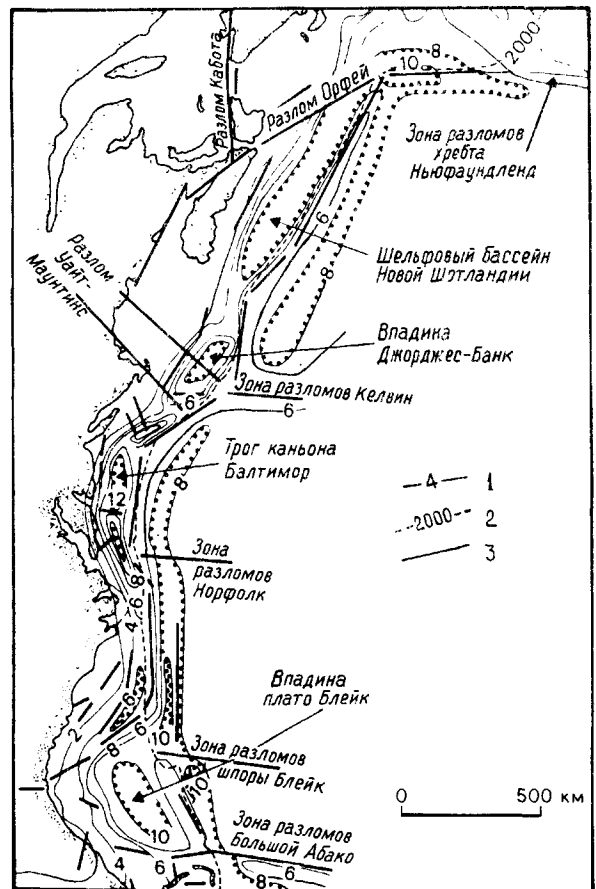 8
10
2000
Разлом Кабота
Разлом Орфей
Зона разломов
хребта
Ньюфаундленд
6
8
Шельфовый бассейн
Новой Шотландии
Разлом
Уайт-
Маунтинс
Впадина
Джорджес-Банк
6
Зона разломов Келвин
6
Трог каньона
Балтимор
8
12
4 1
2000 2
3
Зона
разломов
Норфолк
8
6
4
Впадина
плато Блейк
2
6
8
6
10
Зона разломов
шпоры Блейк
10
10
0 500 км
Зона разломов
Большой Абако
4
6
6
8